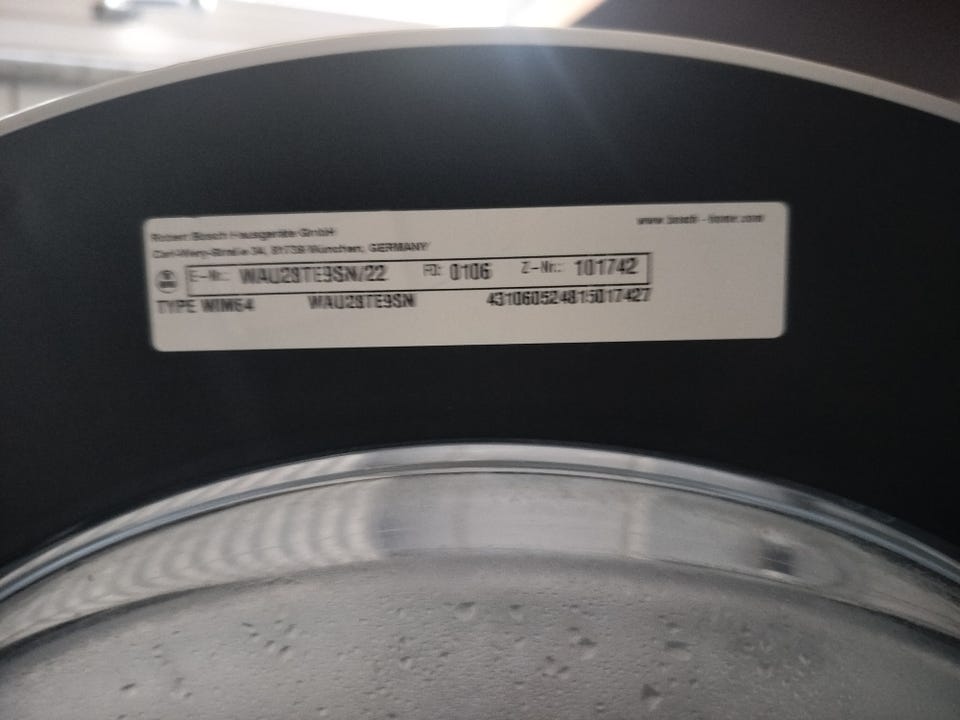 Robert Bosch Hausgeräte GmbH
www.bosch-home.com
Carl-Wery-Straße 34, 81739 München, GERMANY
E-Nr.: WAU28TE9SN/22 FD: 0106 Z-Nr.: 101742
TYPE WIM64 WAU28TE9SN 431060524815017427